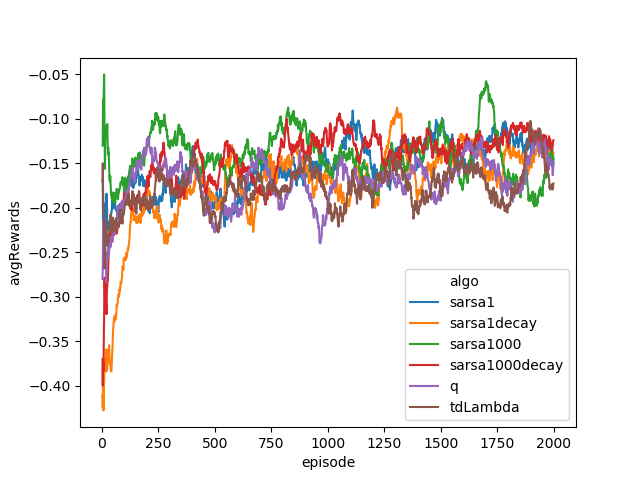 avgRewards
−0.05
−0.10
−0.15
−0.20
−0.25
−0.30
−0.35
−0.40
0
250
500
750
1000
1250
1500
1750
2000
episode
algo
sarsa1
sarsa1decay
sarsa1000
sarsa1000decay
q
tdLambda